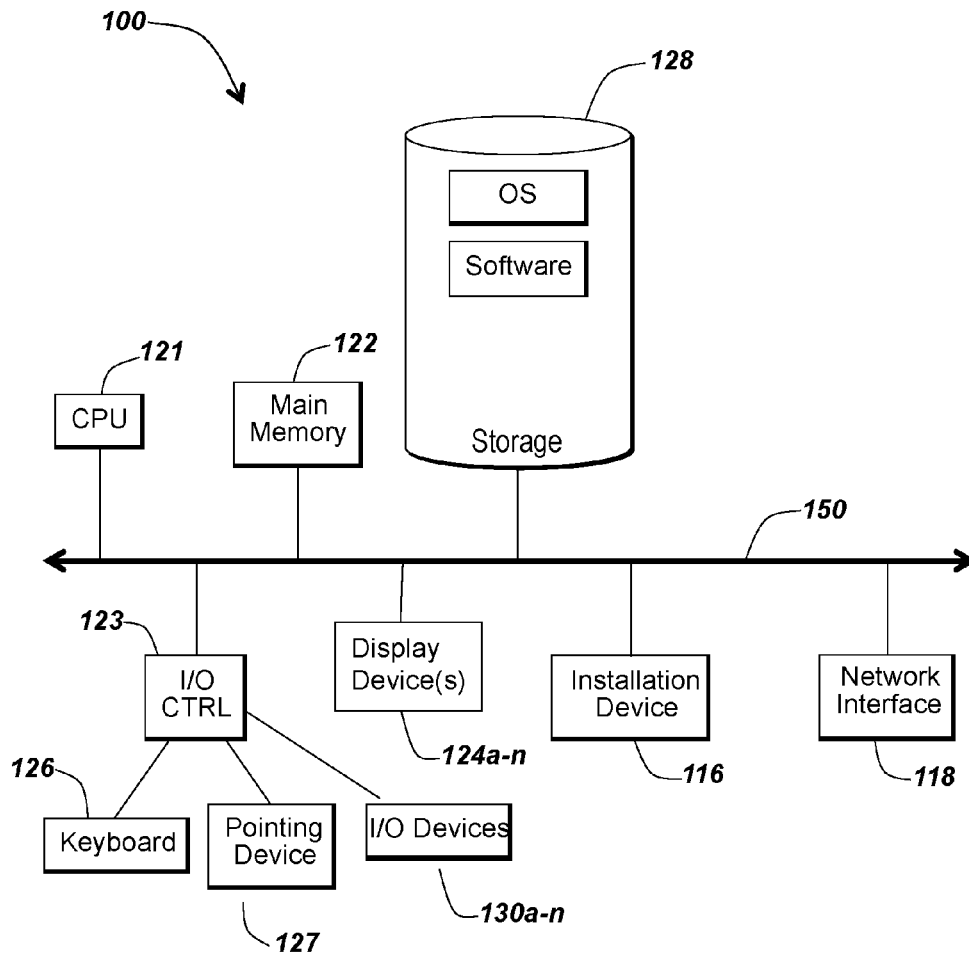 100
128
OS
Software
121
122
CPU
Main
Memory
Storage
150
123
I/O
CTRL
Display
Device(s)
Installation
Device
Network
Interface
124a-n
116
118
126
Keyboard
Pointing
Device
I/O Devices
127
130a-n